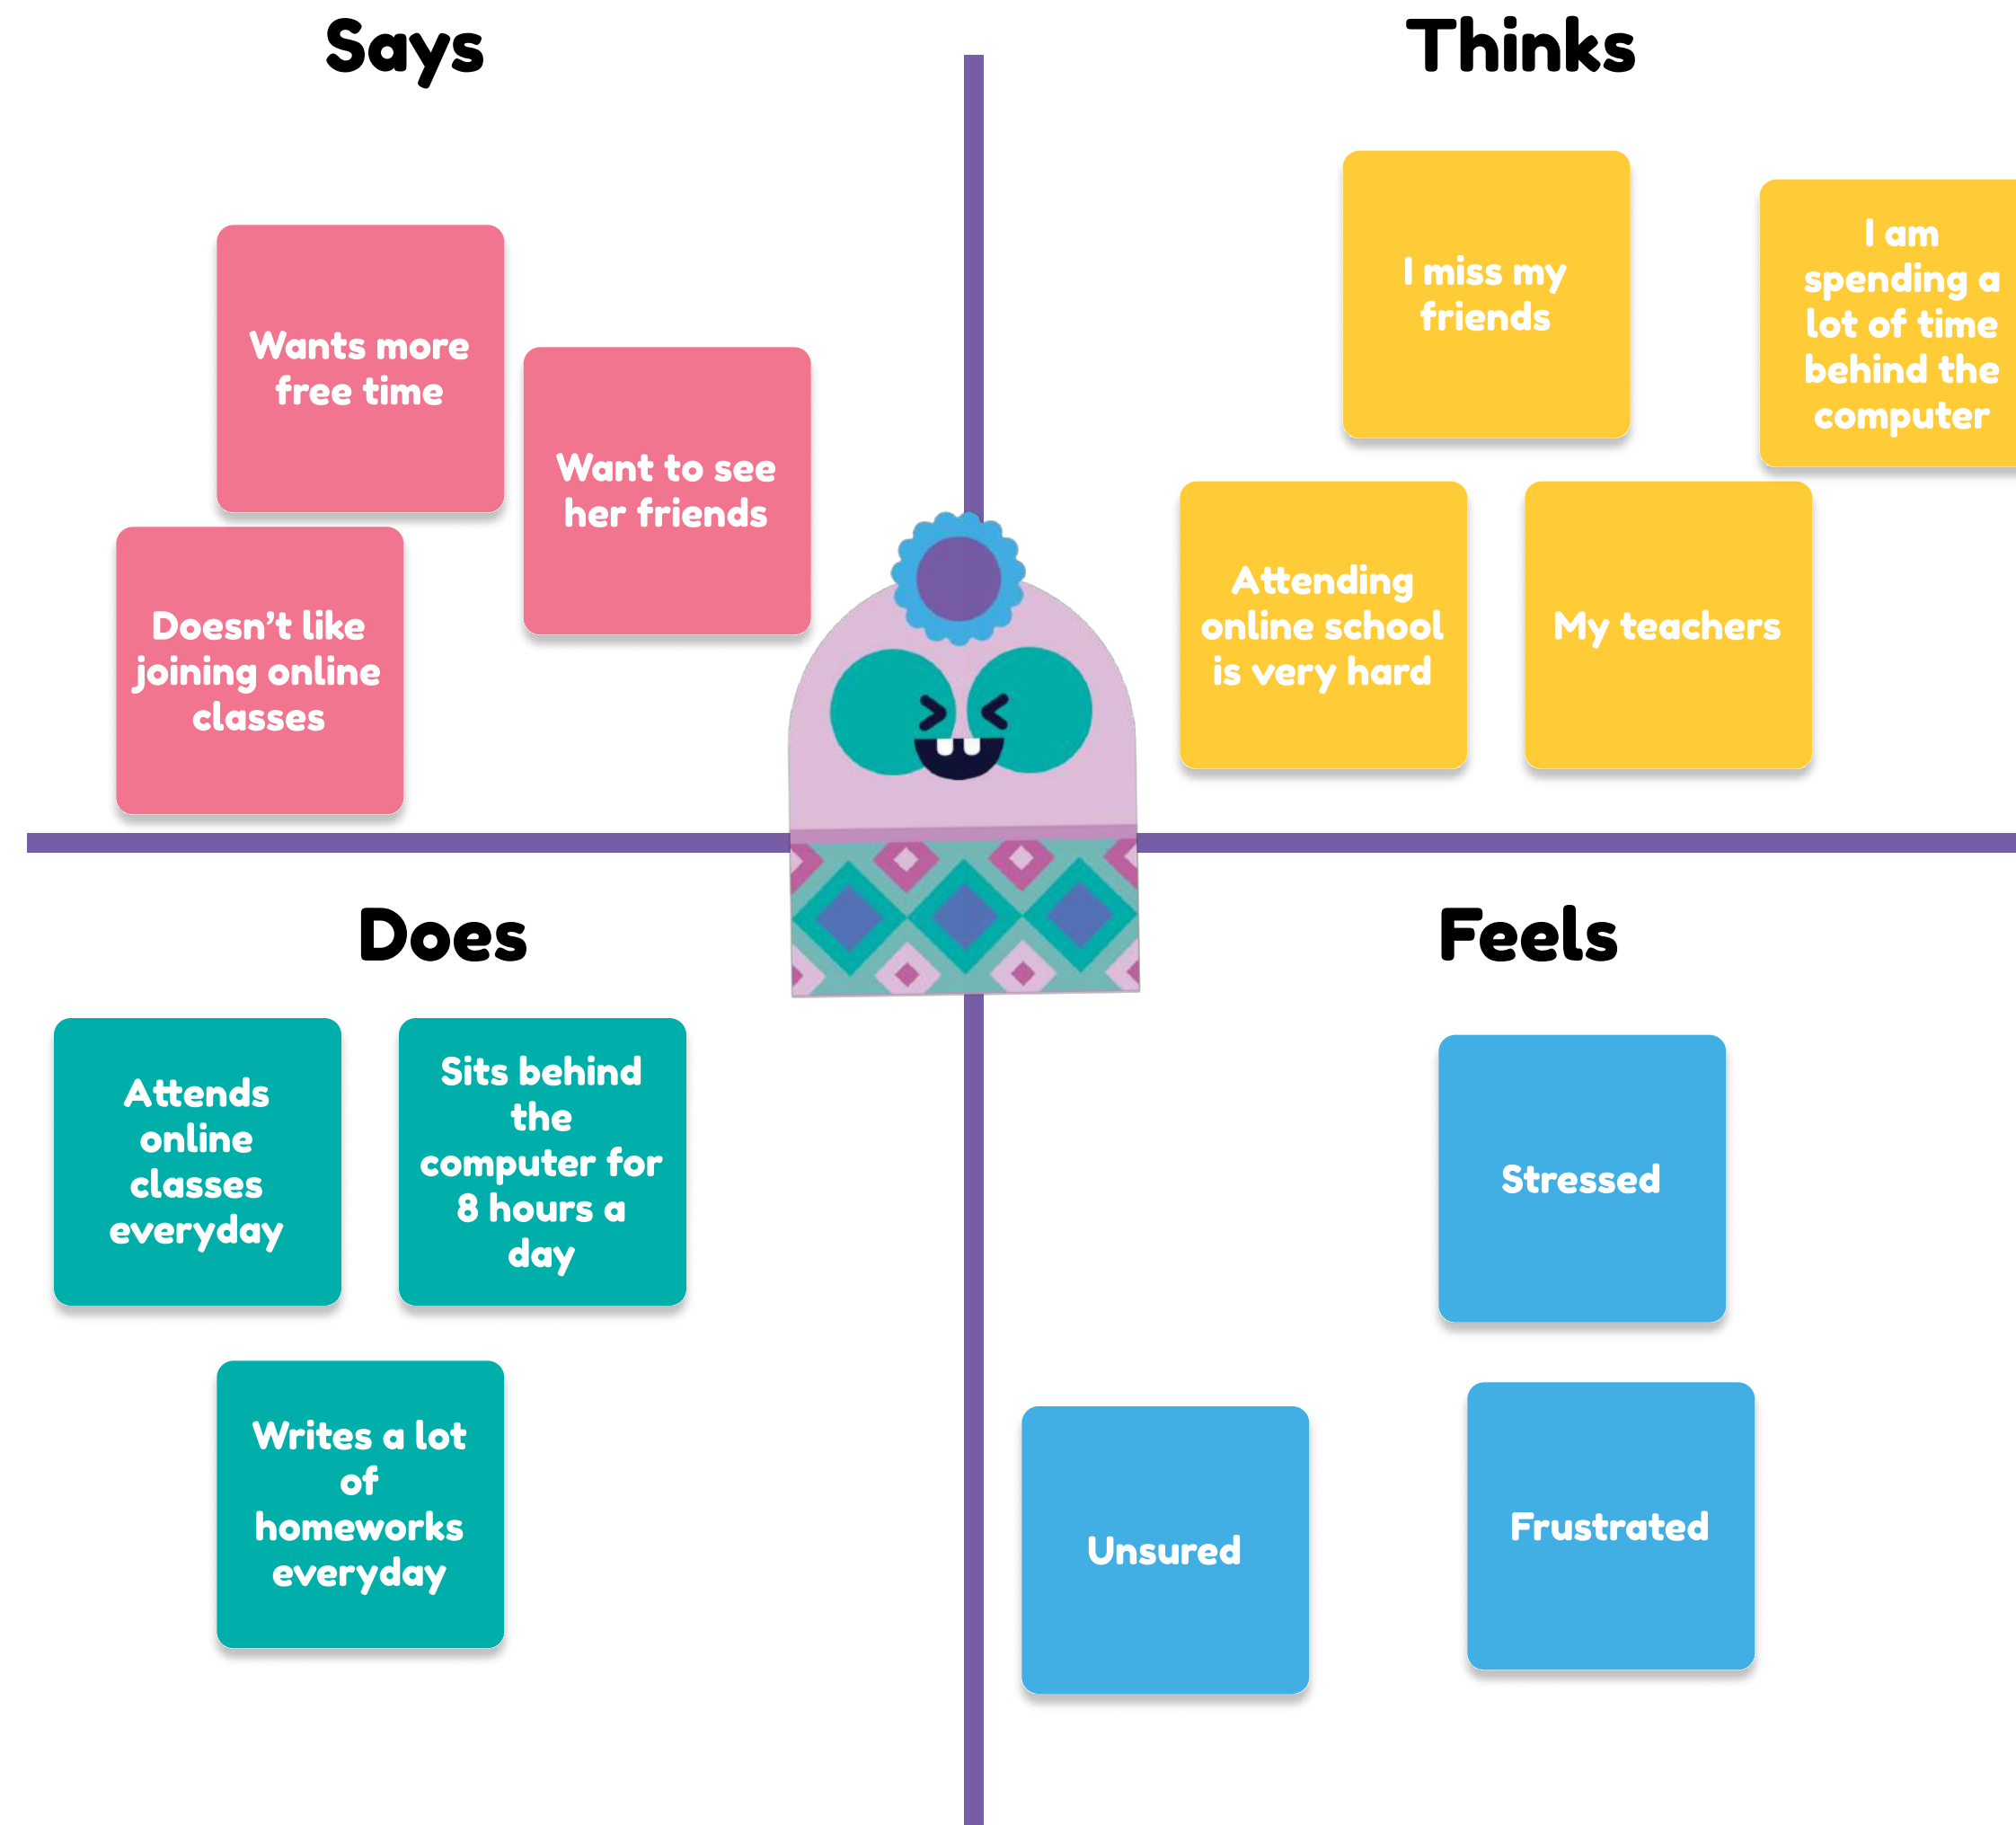 Says
Wants more
free time
Want to see
her friends
Doesn't like
joining online
classes
Thinks
I miss my
friends
I am
spending a
lot of time
behind the
computer
Attending
online school
is very hard
My teachers
Does
Attends
online
classes
everyday
Sits behind
the
computer for
8 hours a
day
Writes a lot
of
homeworks
everyday
Feels
Stressed
Unsured
Frustrated